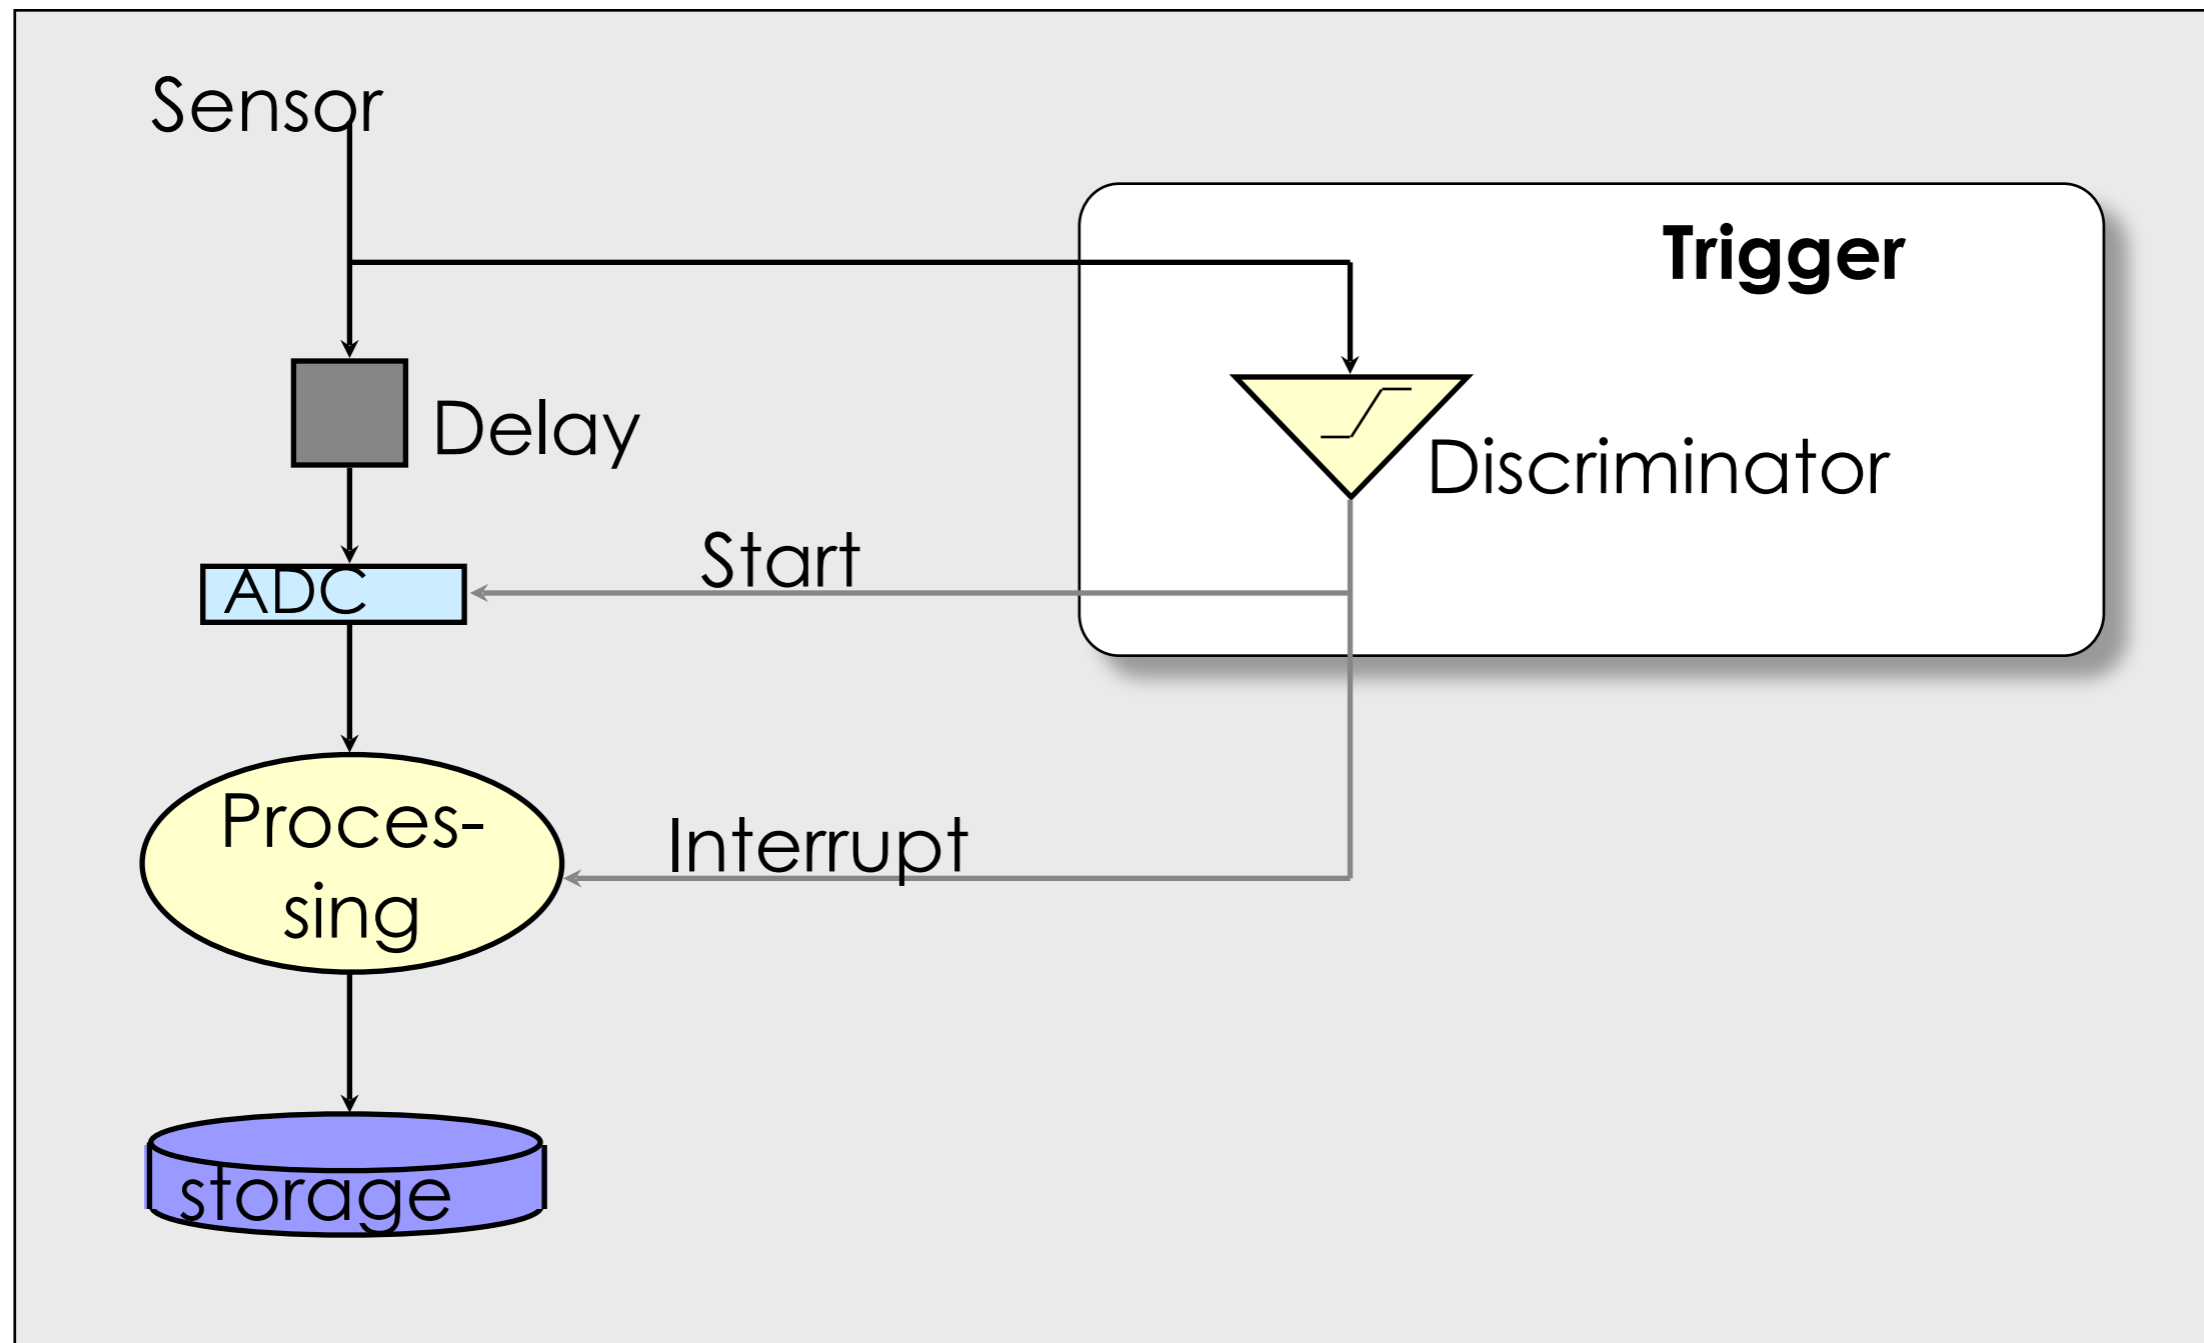 Sensor
Trigger
Delay
Discriminator
Start
ADC
Proces-
sing
Interrupt
storage